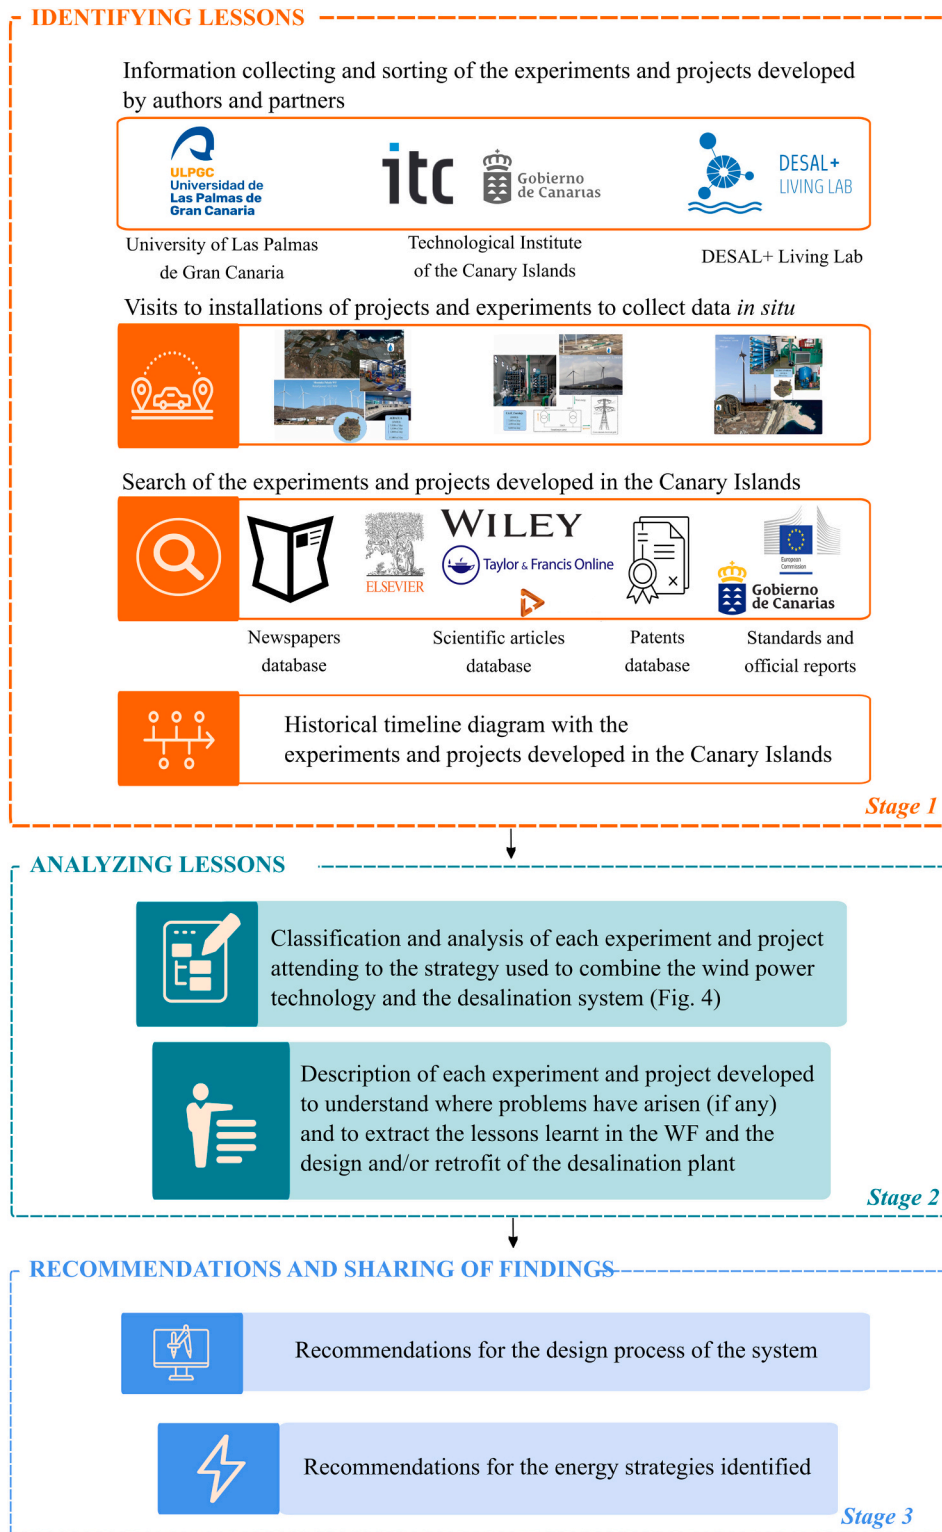 IDENTIFYING LESSONS
Information collecting and sorting of the experiments and projects developed
by authors and partners
ULPGC
Universidad de
Las Palmas de
Gran Canaria
itc
Gobierno
de Canarias
DESAL+
LIVING LAB
University of Las Palmas
de Gran Canaria
Technological Institute
of the Canary Islands
DESAL+ Living Lab
Visits to installations of projects and experiments to collect data in situ
Search of the experiments and projects developed in the Canary Islands
ELSEVIER
WILEY
Taylor & Francis Online
European
Commission
Gobierno
de Canarias
Newspapers
database
Scientific articles
database
Patents
database
Standards and
official reports
Historical timeline diagram with the
experiments and projects developed in the Canary Islands
Stage 1
ANALYZING LESSONS
Classification and analysis of each experiment and project
attending to the strategy used to combine the wind power
technology and the desalination system (Fig. 4)
Description of each experiment and project developed
to understand where problems have arisen (if any)
and to extract the lessons learnt in the WF and the
design and/or retrofit of the desalination plant
Stage 2
RECOMMENDATIONS AND SHARING OF FINDINGS
Recommendations for the design process of the system
Recommendations for the energy strategies identified
Stage 3